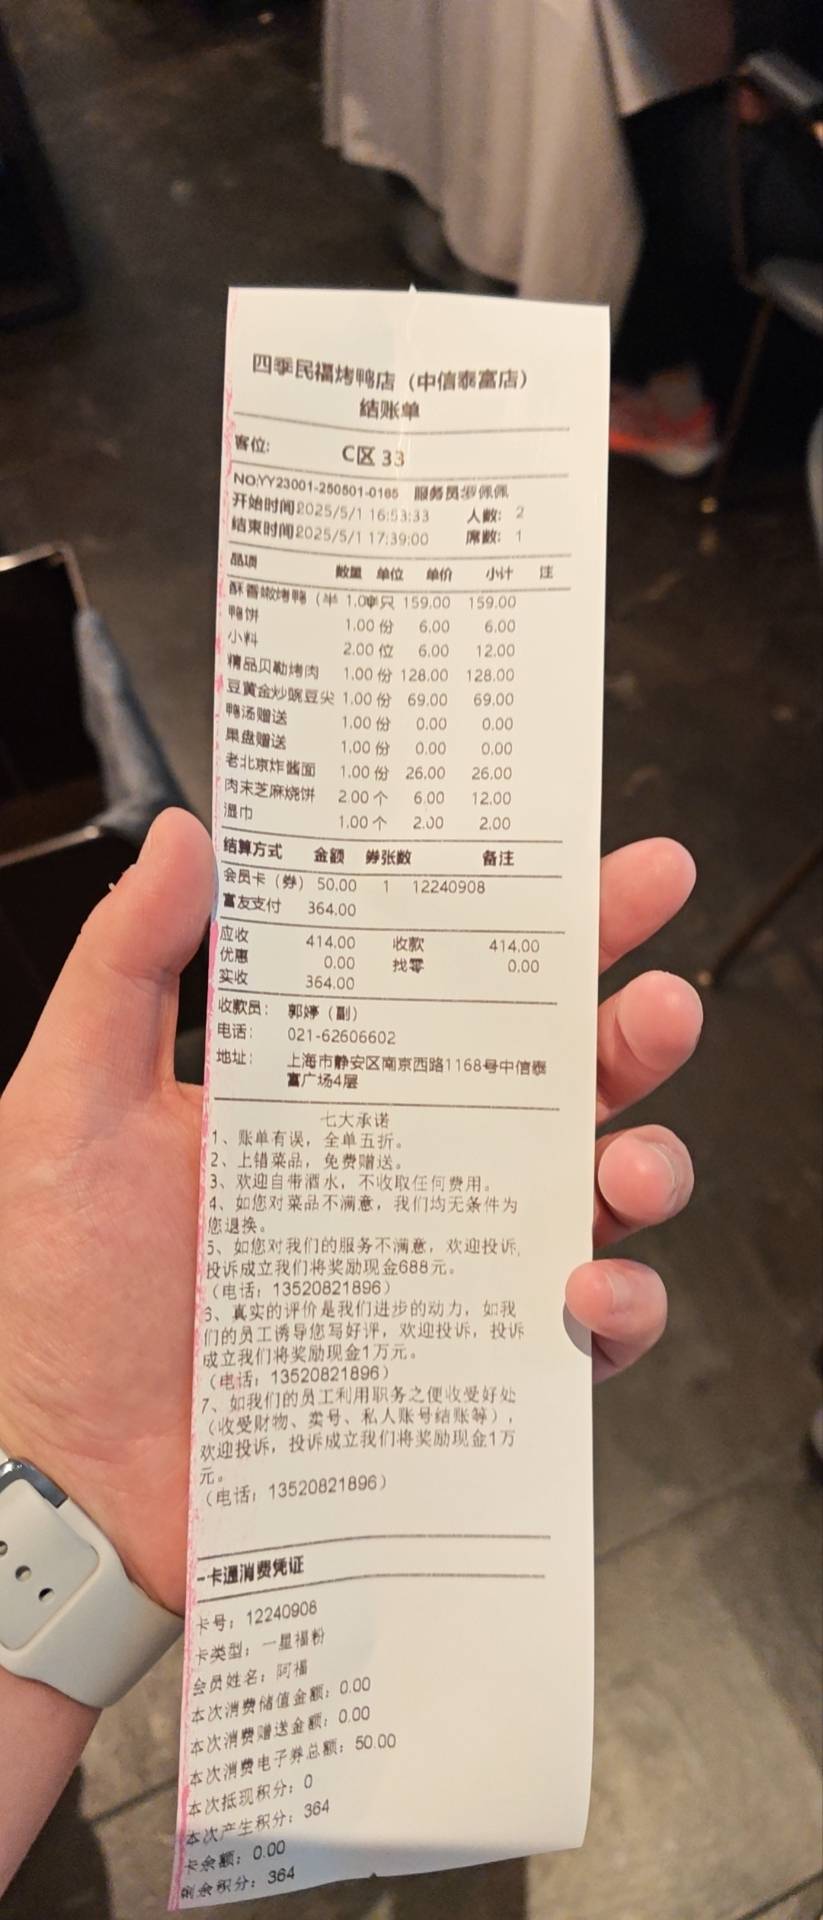 四季民福烤鸭店（中信泰富店）
结账单
客位: C区 33
NO:YY23001-250501-0165 服务员:罗佩佩
开始时间2025/5/1 16:53:33 人数: 2
结束时间2025/5/1 17:39:00 席数: 1
品项 数量 单位 单价 小计 注
酥香嫩烤鸭（半 1.00半只 159.00 159.00
鸭饼 1.00 份 6.00 6.00
小料 2.00 位 6.00 12.00
精品贝勒烤肉 1.00 份 128.00 128.00
豆黄金炒豌豆尖 1.00 份 69.00 69.00
鸭汤赠送 1.00 份 0.00 0.00
果盘赠送 1.00 份 0.00 0.00
老北京炸酱面 1.00 份 26.00 26.00
肉末芝麻烧饼 2.00 个 6.00 12.00
湿巾 1.00 个 2.00 2.00
结算方式 金额 券张数 备注
会员卡（券） 50.00 1 12240908
富友支付 364.00
应收 414.00 收款 414.00
优惠 0.00 找零 0.00
实收 364.00
收款员: 郭婷（副）
电话: 021-62606602
地址: 上海市静安区南京西路1168号中信泰
富广场4层
七大承诺
1、账单有误，全单五折。
2、上错菜品，免费赠送。
3、欢迎自带酒水，不收取任何费用。
4、如您对菜品不满意，我们均无条件为
您退换。
5、如您对我们的服务不满意，欢迎投诉，
投诉成立我们将奖励现金688元。
（电话：13520821896）
6、真实的评价是我们进步的动力，如我
们的员工诱导您写好评，欢迎投诉，投诉
成立我们将奖励现金1万元。
（电话：13520821896）
7、如我们的员工利用职务之便收受好处
（收受财物、卖号、私人账号结账等），
欢迎投诉，投诉成立我们将奖励现金1万
元。
（电话：13520821896）
一卡通消费凭证
卡号：12240908
卡类型：一星福粉
会员姓名：阿福
本次消费储值金额：0.00
本次消费赠送金额：0.00
本次消费电子券总额：50.00
本次抵现积分：0
本次产生积分：364
卡余额：0.00
剩余积分：364